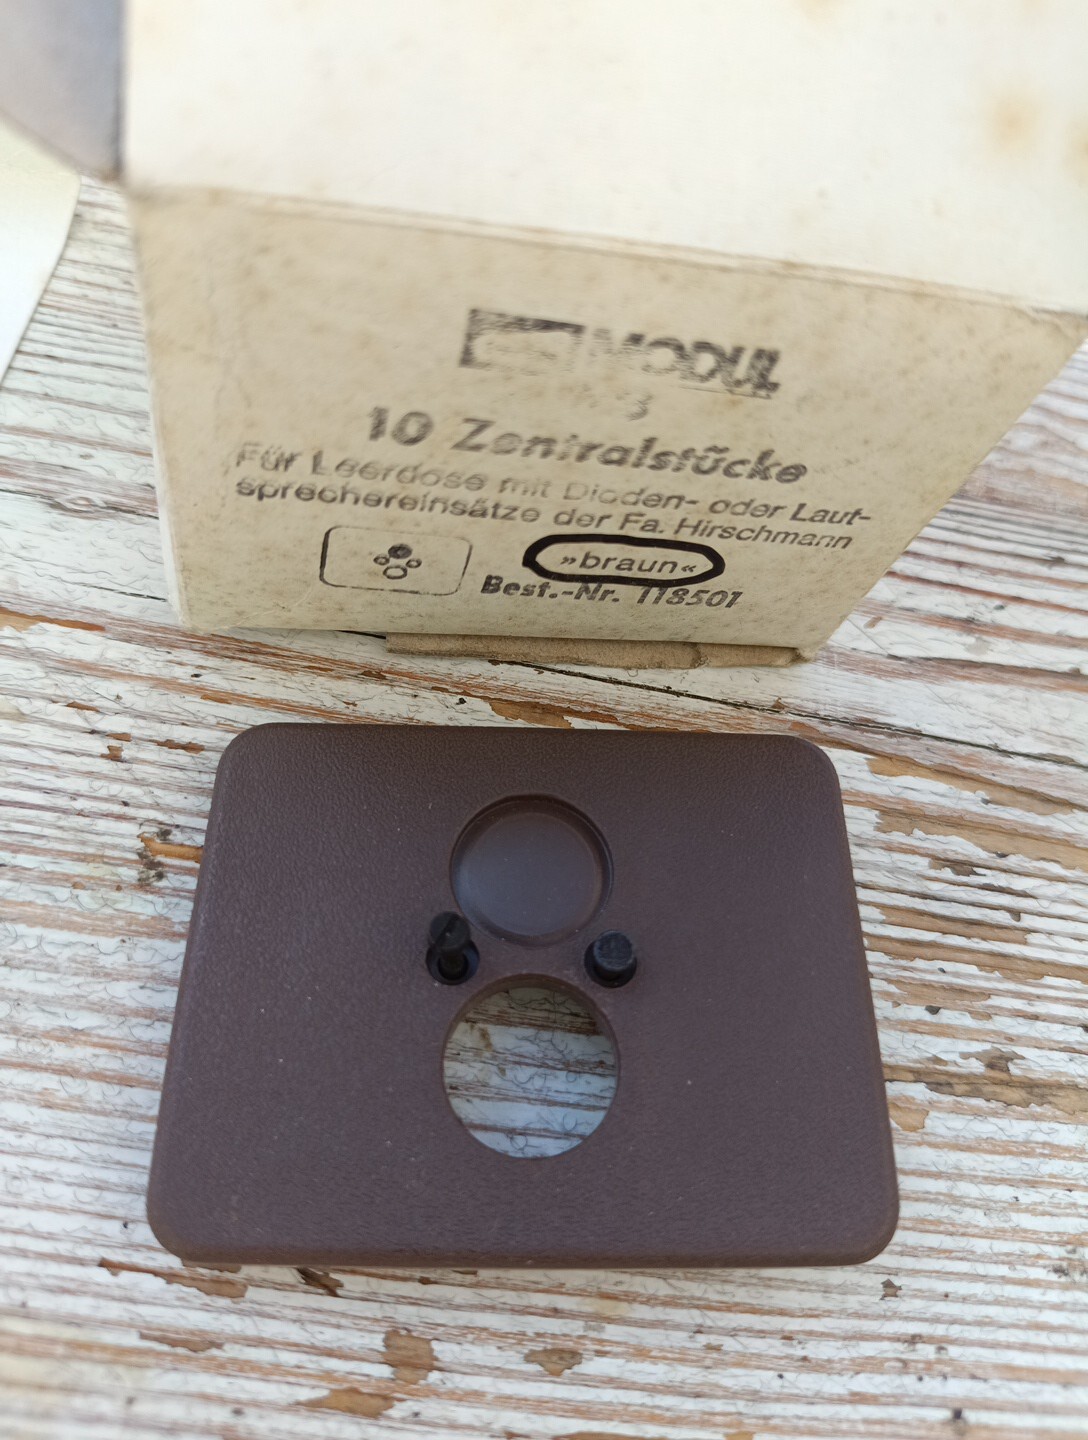 MODUL
10 Zentralstücke
Für Leerdose mit Dioden- oder Laut-
sprechereinsätze der Fa. Hirschmann
»braun«
Best.-Nr. 118501